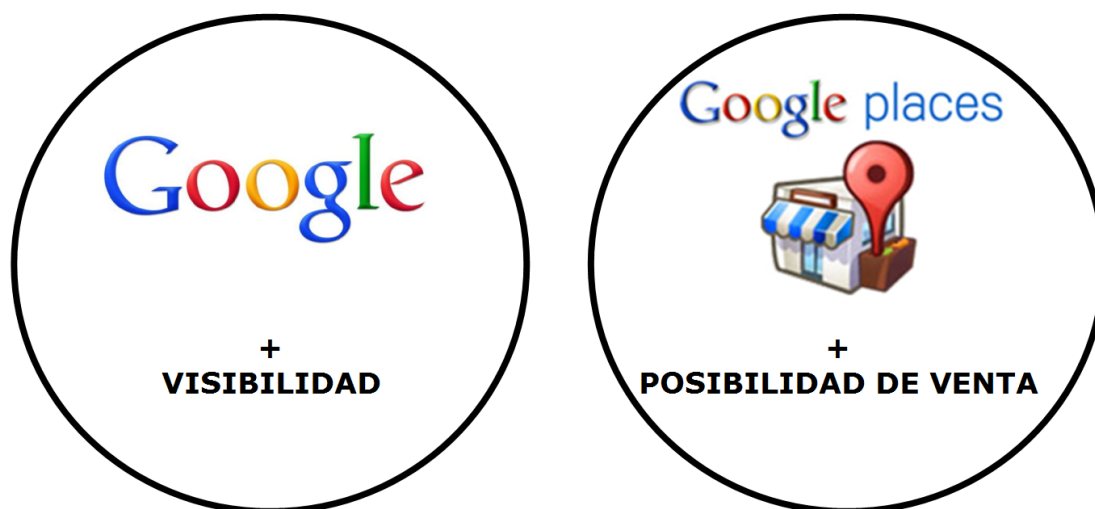 Google
+
VISIBILIDAD
Google places
+
POSIBILIDAD DE VENTA